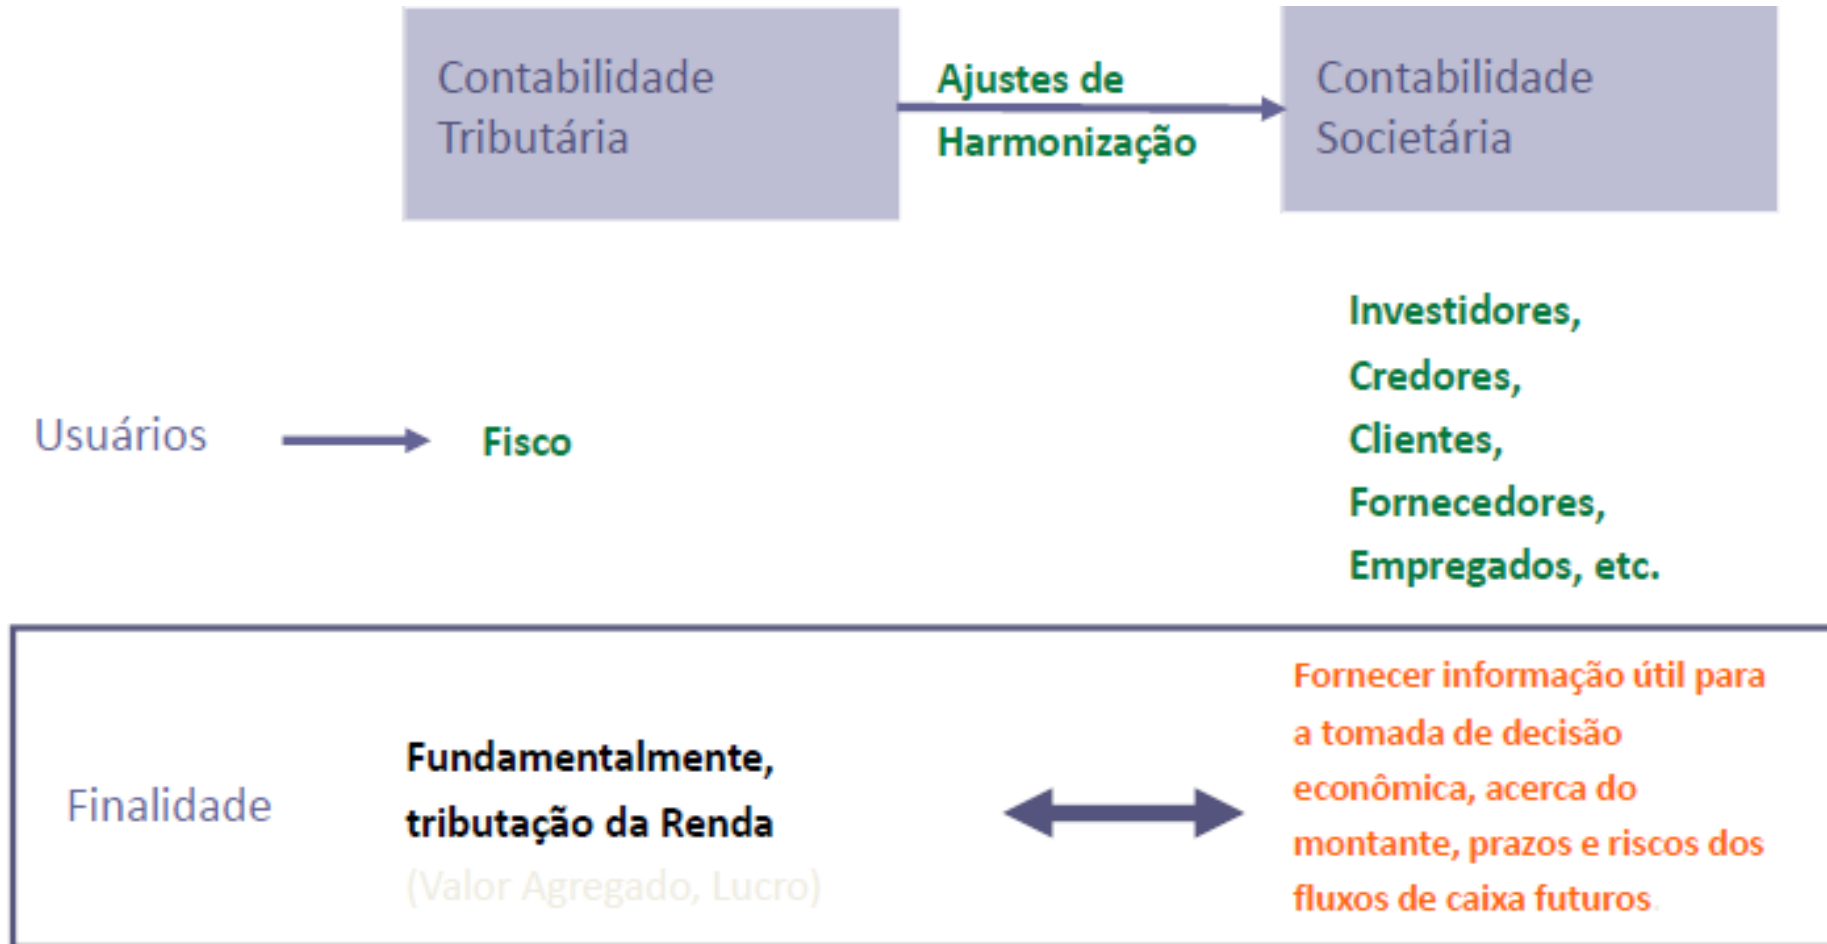 Contabilidade
Tributária
Ajustes de
Harmonização
Contabilidade
Societária
Usuários
Fisco
Investidores,
Credores,
Clientes,
Fornecedores,
Empregados, etc.
Finalidade
Fundamentalmente,
tributação da Renda
(Valor Agregado, Lucro)
Fornecer informação útil para
a tomada de decisão
econômica, acerca do
montante, prazos e riscos dos
fluxos de caixa futuros.